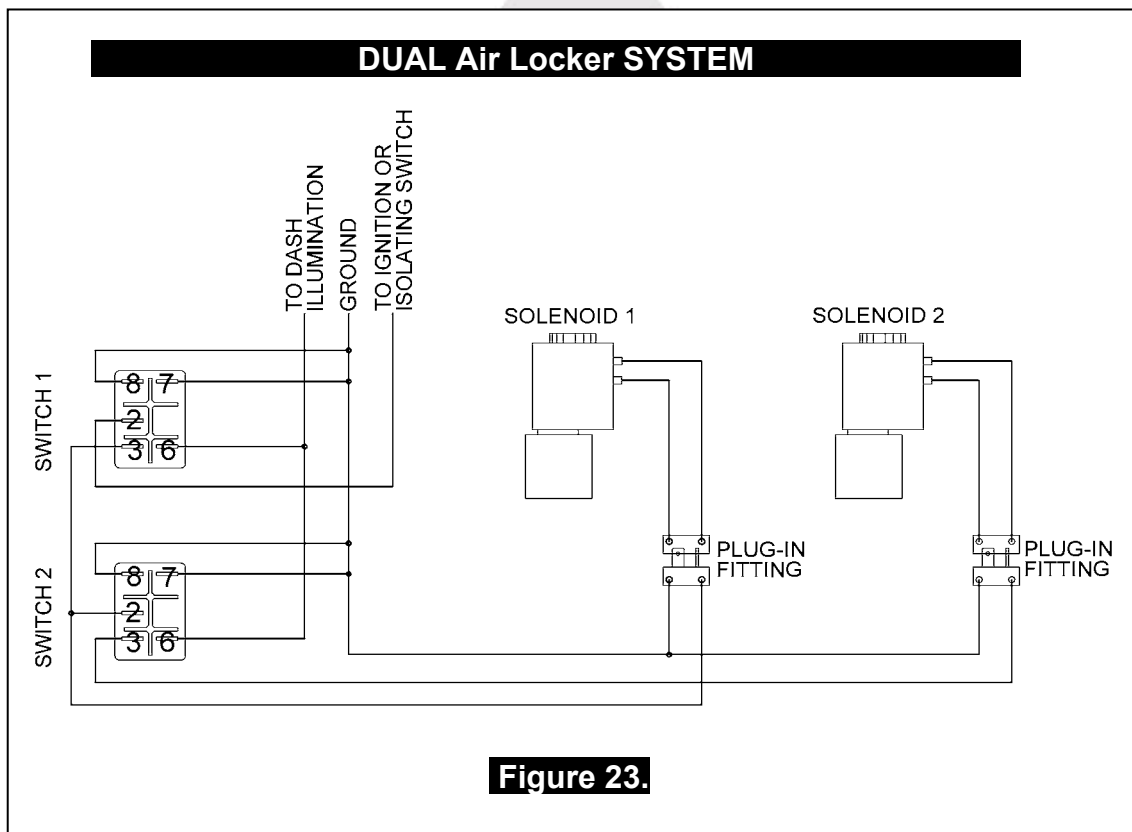 DUAL Air Locker SYSTEM
TO DASH
ILLUMINATION
GROUND
TO IGNITION OR
ISOLATING SWITCH
SOLENOID 1
SOLENOID 2
SWITCH 1
8 7
2
3 6
SWITCH 2
8 7
2
3 6
PLUG-IN
FITTING
PLUG-IN
FITTING
Figure 23.